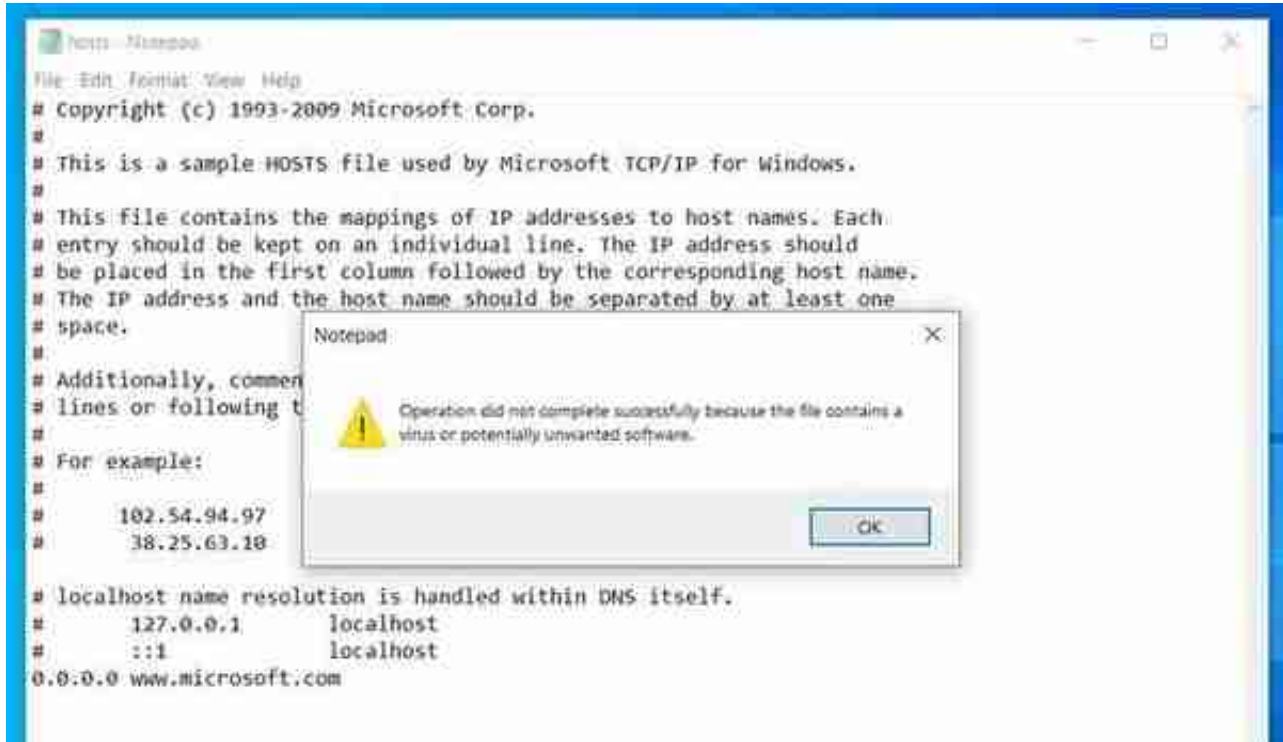 hosts - Notepad
File Edit Format View Help
# Copyright (c) 1993-2009 Microsoft Corp.
#
# This is a sample HOSTS file used by Microsoft TCP/IP for Windows.
#
# This file contains the mappings of IP addresses to host names. Each
# entry should be kept on an individual line. The IP address should
# be placed in the first column followed by the corresponding host name.
# The IP address and the host name should be separated by at least one
# space.
#
# Additionally, commen
# lines or following t
#
# For example:
#
# 102.54.94.97
# 38.25.63.10
Notepad
Operation did not complete successfully because the file contains a
virus or potentially unwanted software.
OK
# localhost name resolution is handled within DNS itself.
# 127.0.0.1 localhost
# ::1 localhost
0.0.0.0 www.microsoft.com